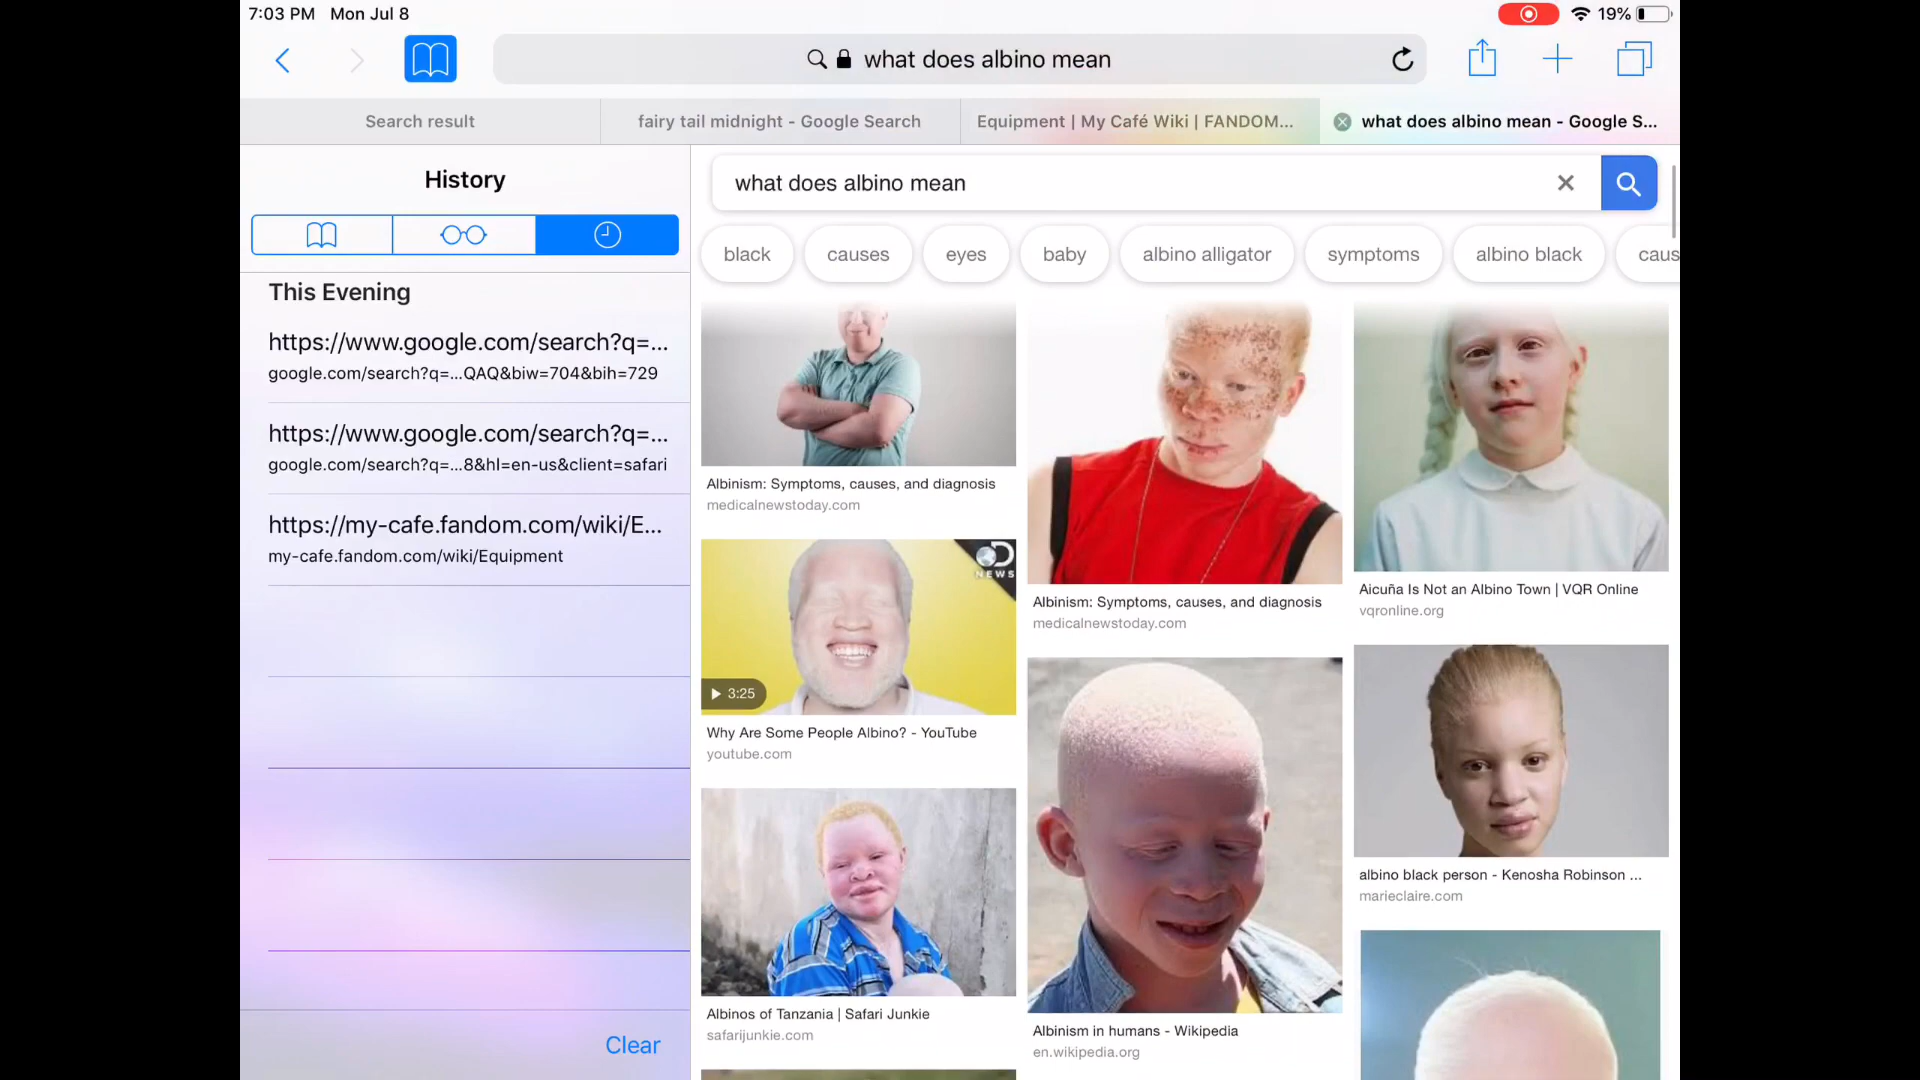 7:03 PM Mon Jul 8
19%
what does albino mean
Search result
fairy tail midnight - Google Search
Equipment | My Café Wiki | FANDOM...
what does albino mean - Google S...
History
This Evening
https://www.google.com/search?q=...
google.com/search?q=...QAQ&biw=704&bih=729
https://www.google.com/search?q=...
google.com/search?q=...8&hl=en-us&client=safari
https://my-cafe.fandom.com/wiki/E...
my-cafe.fandom.com/wiki/Equipment
Clear
what does albino mean
black
causes
eyes
baby
albino alligator
symptoms
albino black
caus
Albinism: Symptoms, causes, and diagnosis
medicalnewstoday.com
D
NEWS
3:25
Why Are Some People Albino? - YouTube
youtube.com
Albinos of Tanzania | Safari Junkie
safarijunkie.com
Albinism: Symptoms, causes, and diagnosis
medicalnewstoday.com
Albinism in humans - Wikipedia
en.wikipedia.org
Aicuña Is Not an Albino Town | VQR Online
vqronline.org
albino black person - Kenosha Robinson ...
marieclaire.com